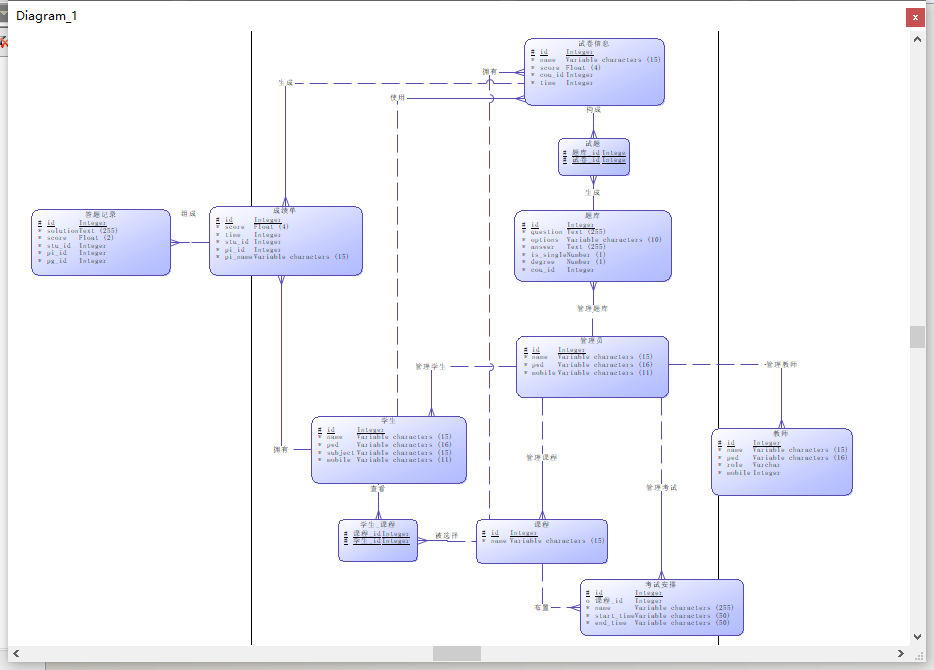 Diagram_1
x
试卷信息
# id Integer
* name Variable characters (15)
* score Float (4)
* cou_id Integer
* time Integer
拥有
生成
使用
构成
试题
# 题库_id Intege
# 试卷_id Intege
生成
答题记录
# id Integer
* solution Text (255)
* score Float (2)
* stu_id Integer
* pi_id Integer
* pg_id Integer
组成
成绩单
# id Integer
* score Float (4)
* time Integer
* stu_id Integer
* pi_id Integer
* pi_name Variable characters (15)
题库
# id Integer
* question Text (255)
* options Variable characters (10)
* answer Text (255)
* is_single Number (1)
* degree Number (1)
* cou_id Integer
管理题库
管理员
# id Integer
* name Variable characters (15)
* pwd Variable characters (16)
* mobile Variable characters (11)
管理学生
管理教师
学生
# id Integer
* name Variable characters (15)
* pwd Variable characters (16)
* subject Variable characters (15)
* mobile Variable characters (11)
拥有
管理课程
教师
# id Integer
* name Variable characters (15)
* pwd Variable characters (16)
* role Varchar
* mobile Integer
查看
管理考试
学生_课程
# 课程_id Integer
# 学生_id Integer
被选择
课程
# id Integer
* name Variable characters (15)
布置
考试安排
# id Integer
o 课程_id Integer
* name Variable characters (255)
* start_time Variable characters (50)
* end_time Variable characters (50)